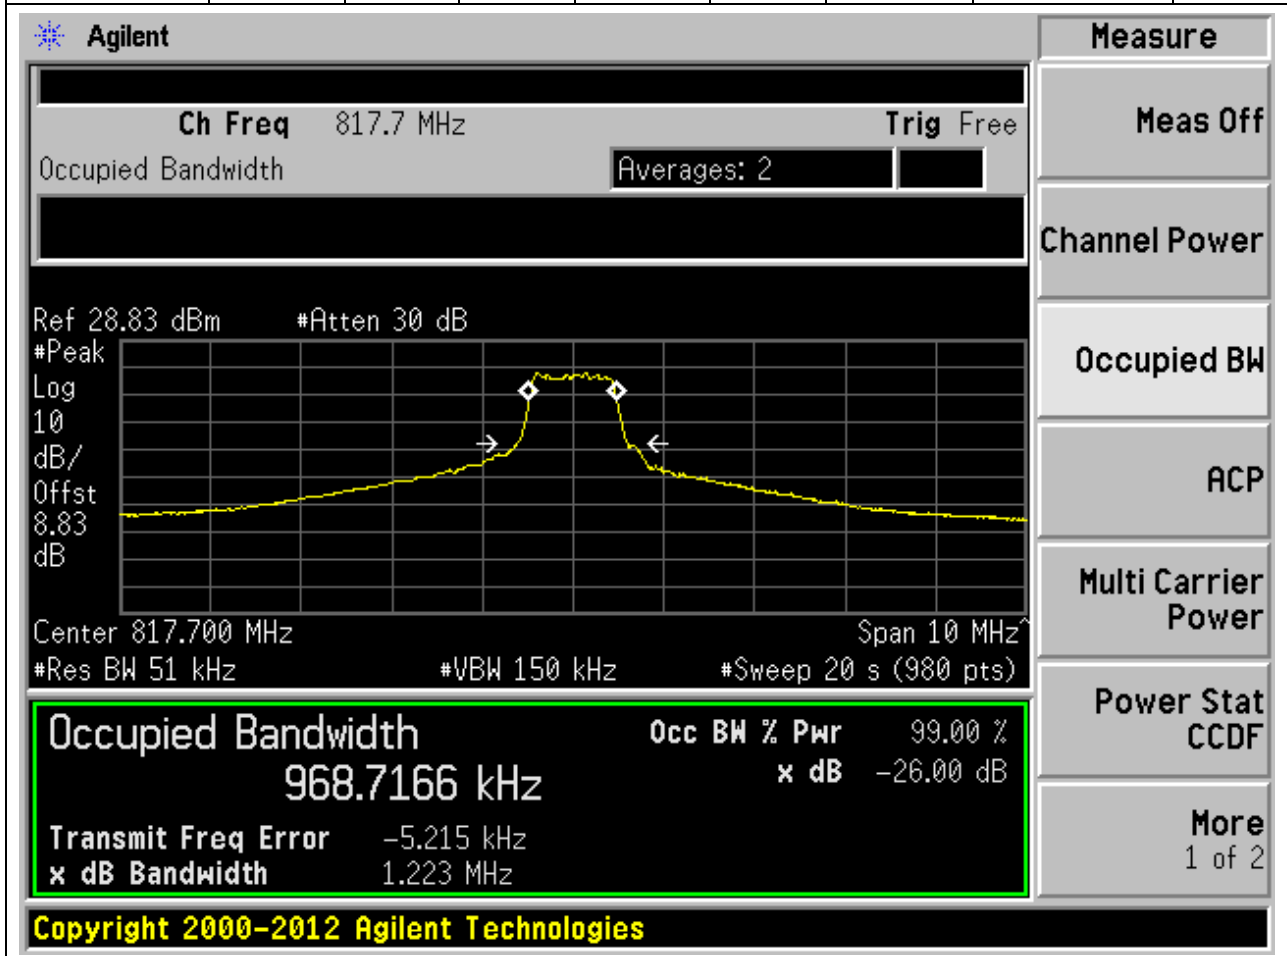 Agilent
Measure
Ch Freq 817.7 MHz Trig Free
Meas Off
Occupied Bandwidth Averages: 2
Channel Power
Ref 28.83 dBm #Atten 30 dB
#Peak
Log
10
dB/
Offst
8.83
dB
Occupied BW
ACP
Multi Carrier
Power
Center 817.700 MHz Span 10 MHz^
#Res BW 51 kHz #VBW 150 kHz #Sweep 20 s (980 pts)
Power Stat
CCDF
Occupied Bandwidth Occ BW % Pwr 99.00 %
968.7166 kHz x dB -26.00 dB
Transmit Freq Error -5.215 kHz
x dB Bandwidth 1.223 MHz
More
1 of 2
Copyright 2000-2012 Agilent Technologies